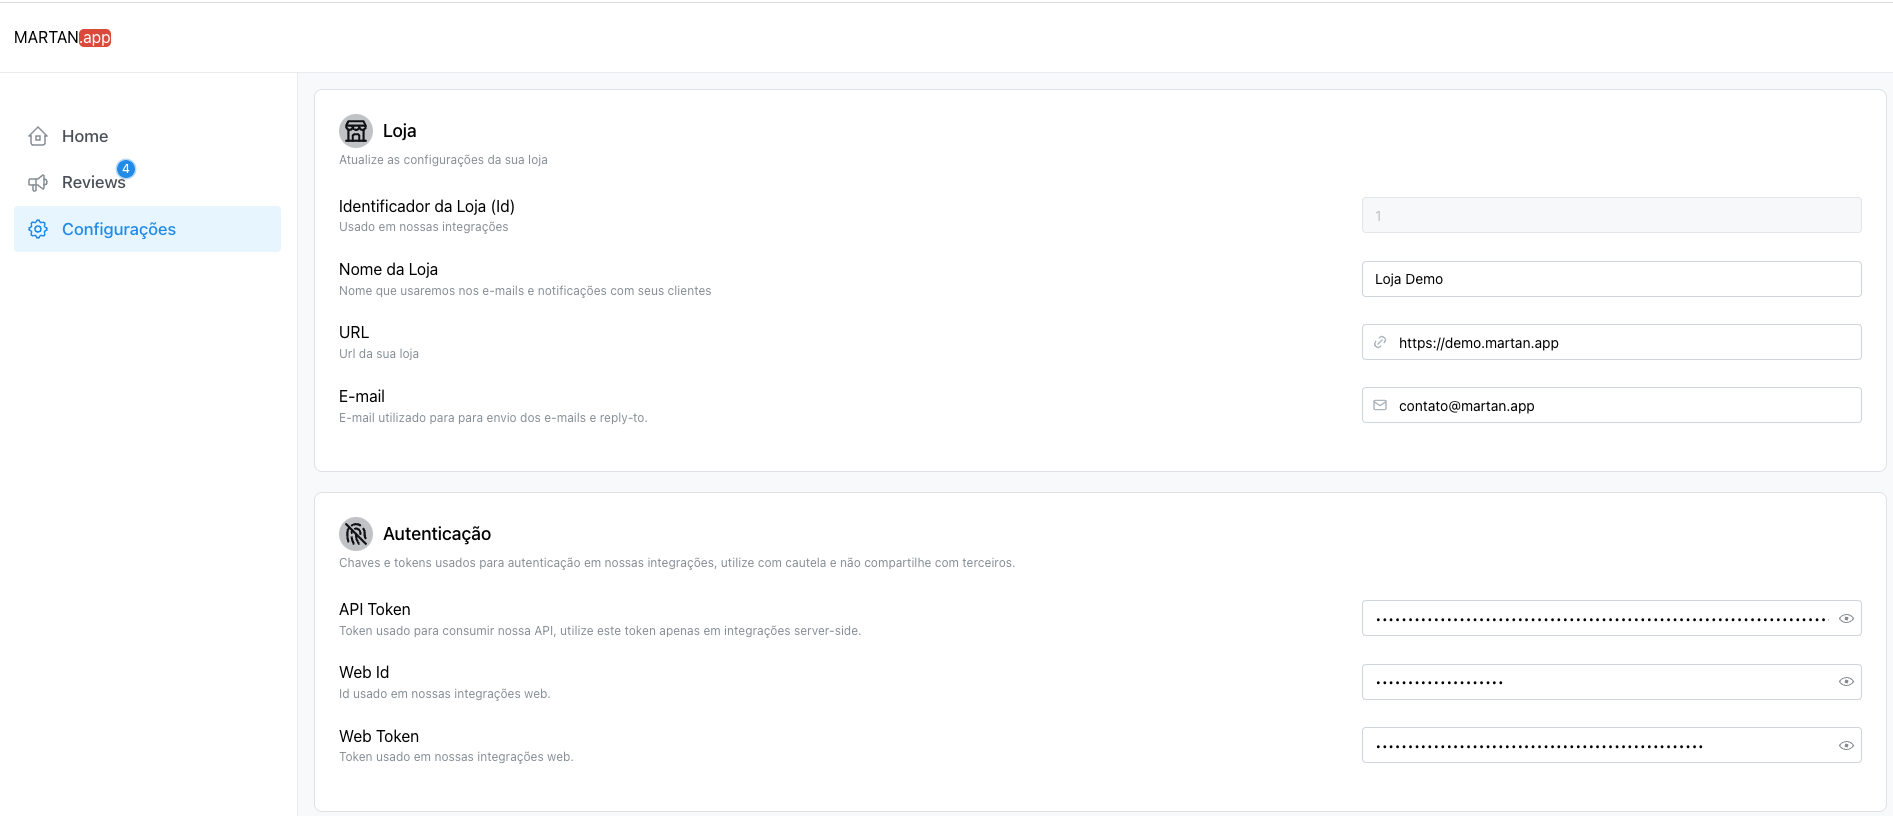 MARTAN.app
Home
Reviews
4
Configurações
Loja
Atualize as configurações da sua loja
Identificador da Loja (Id)
Usado em nossas integrações
1
Nome da Loja
Nome que usaremos nos e-mails e notificações com seus clientes
Loja Demo
URL
Url da sua loja
https://demo.martan.app
E-mail
E-mail utilizado para para envio dos e-mails e reply-to.
contato@martan.app
Autenticação
Chaves e tokens usados para autenticação em nossas integrações, utilize com cautela e não compartilhe com terceiros.
API Token
Token usado para consumir nossa API, utilize este token apenas em integrações server-side.
Web Id
Id usado em nossas integrações web.
Web Token
Token usado em nossas integrações web.